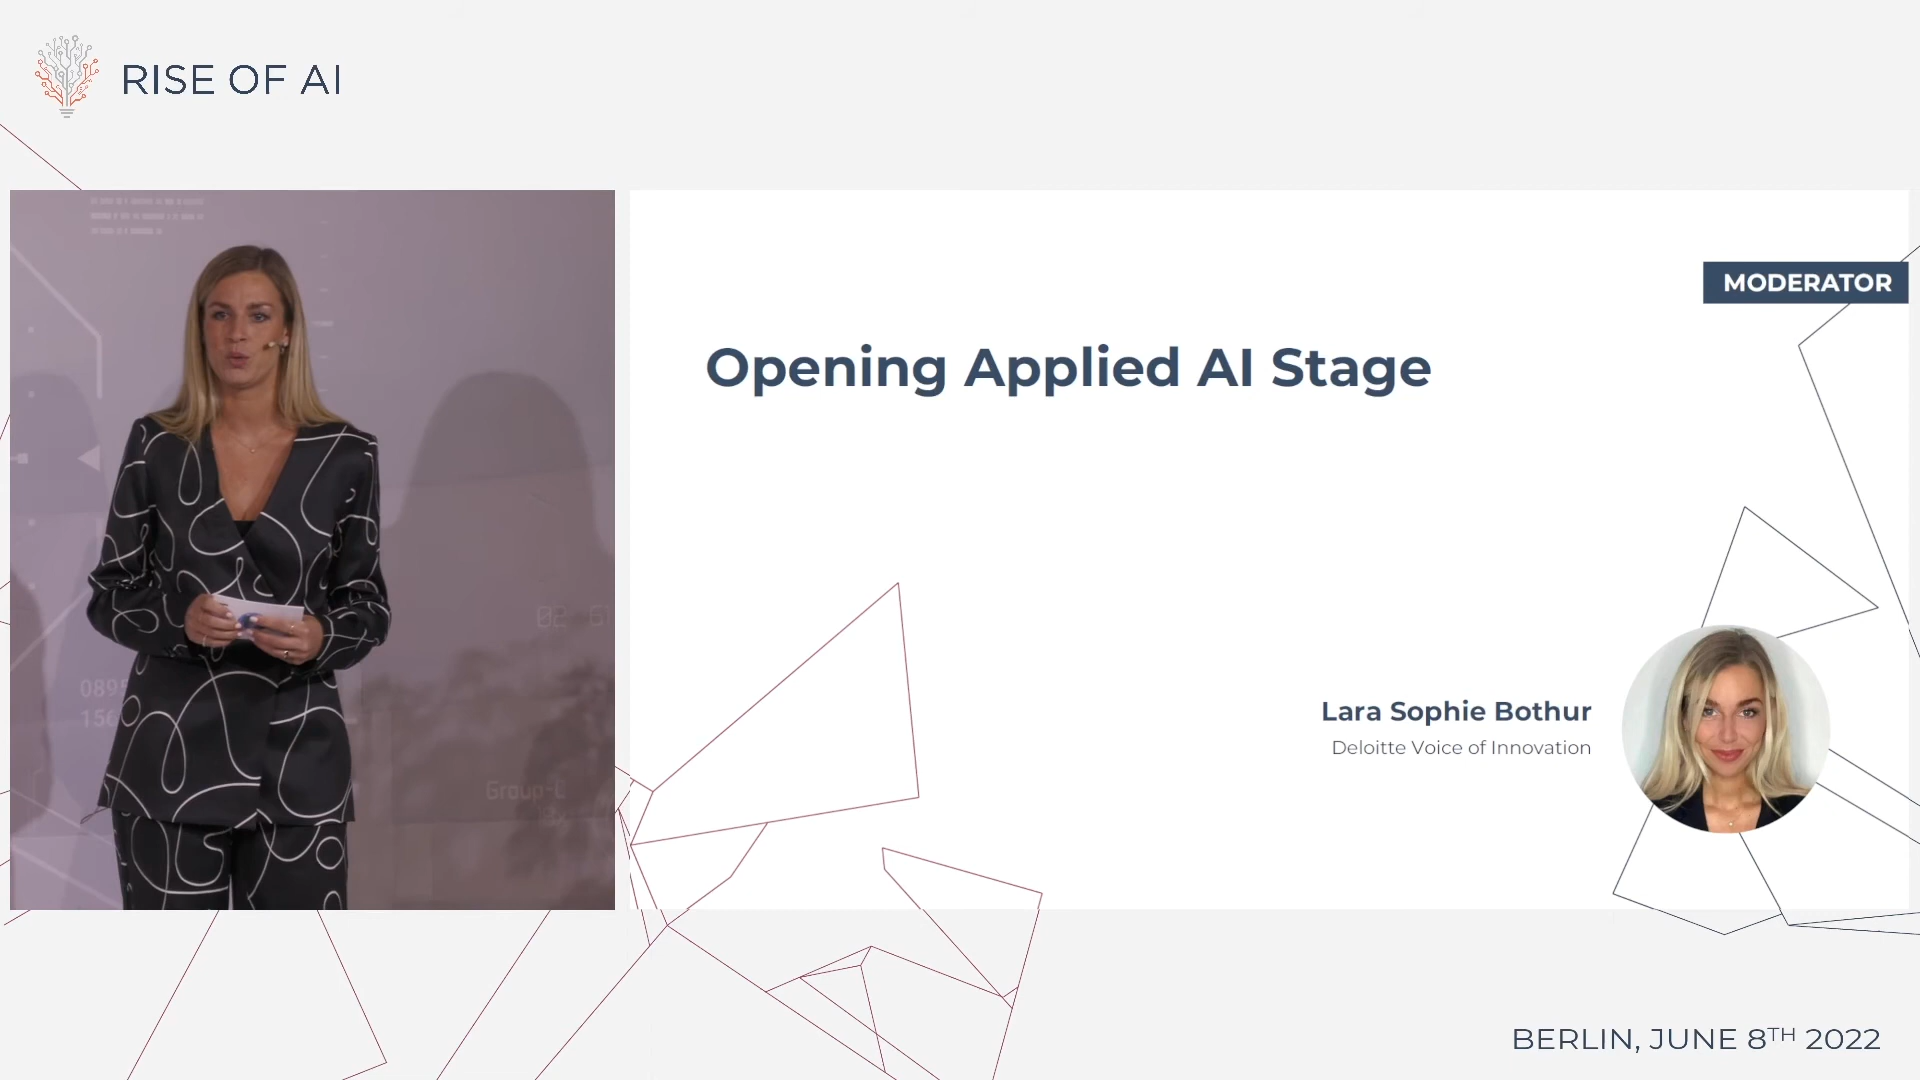 RISE OF AI
MODERATOR
Opening Applied AI Stage
Lara Sophie Bothur
Deloitte Voice of Innovation
Group-C
BERLIN, JUNE 8TH 2022